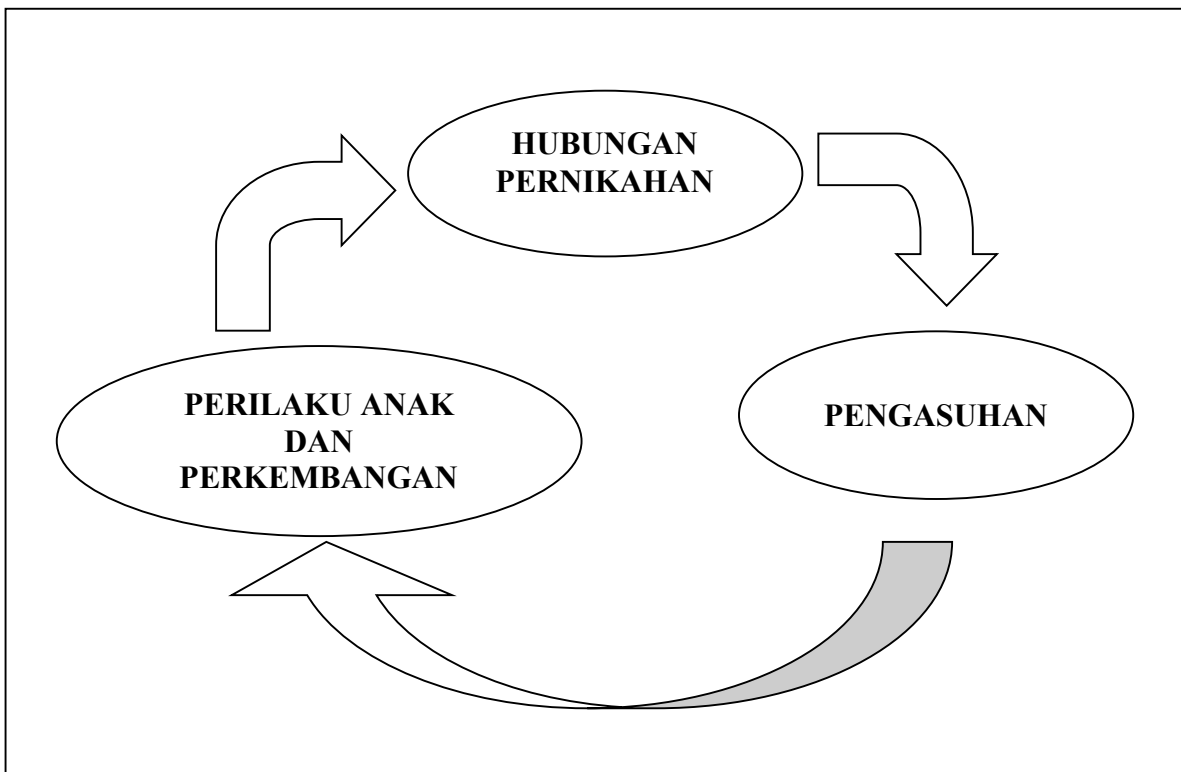 HUBUNGAN
PERNIKAHAN
PENGASUHAN
PERILAKU ANAK
DAN
PERKEMBANGAN